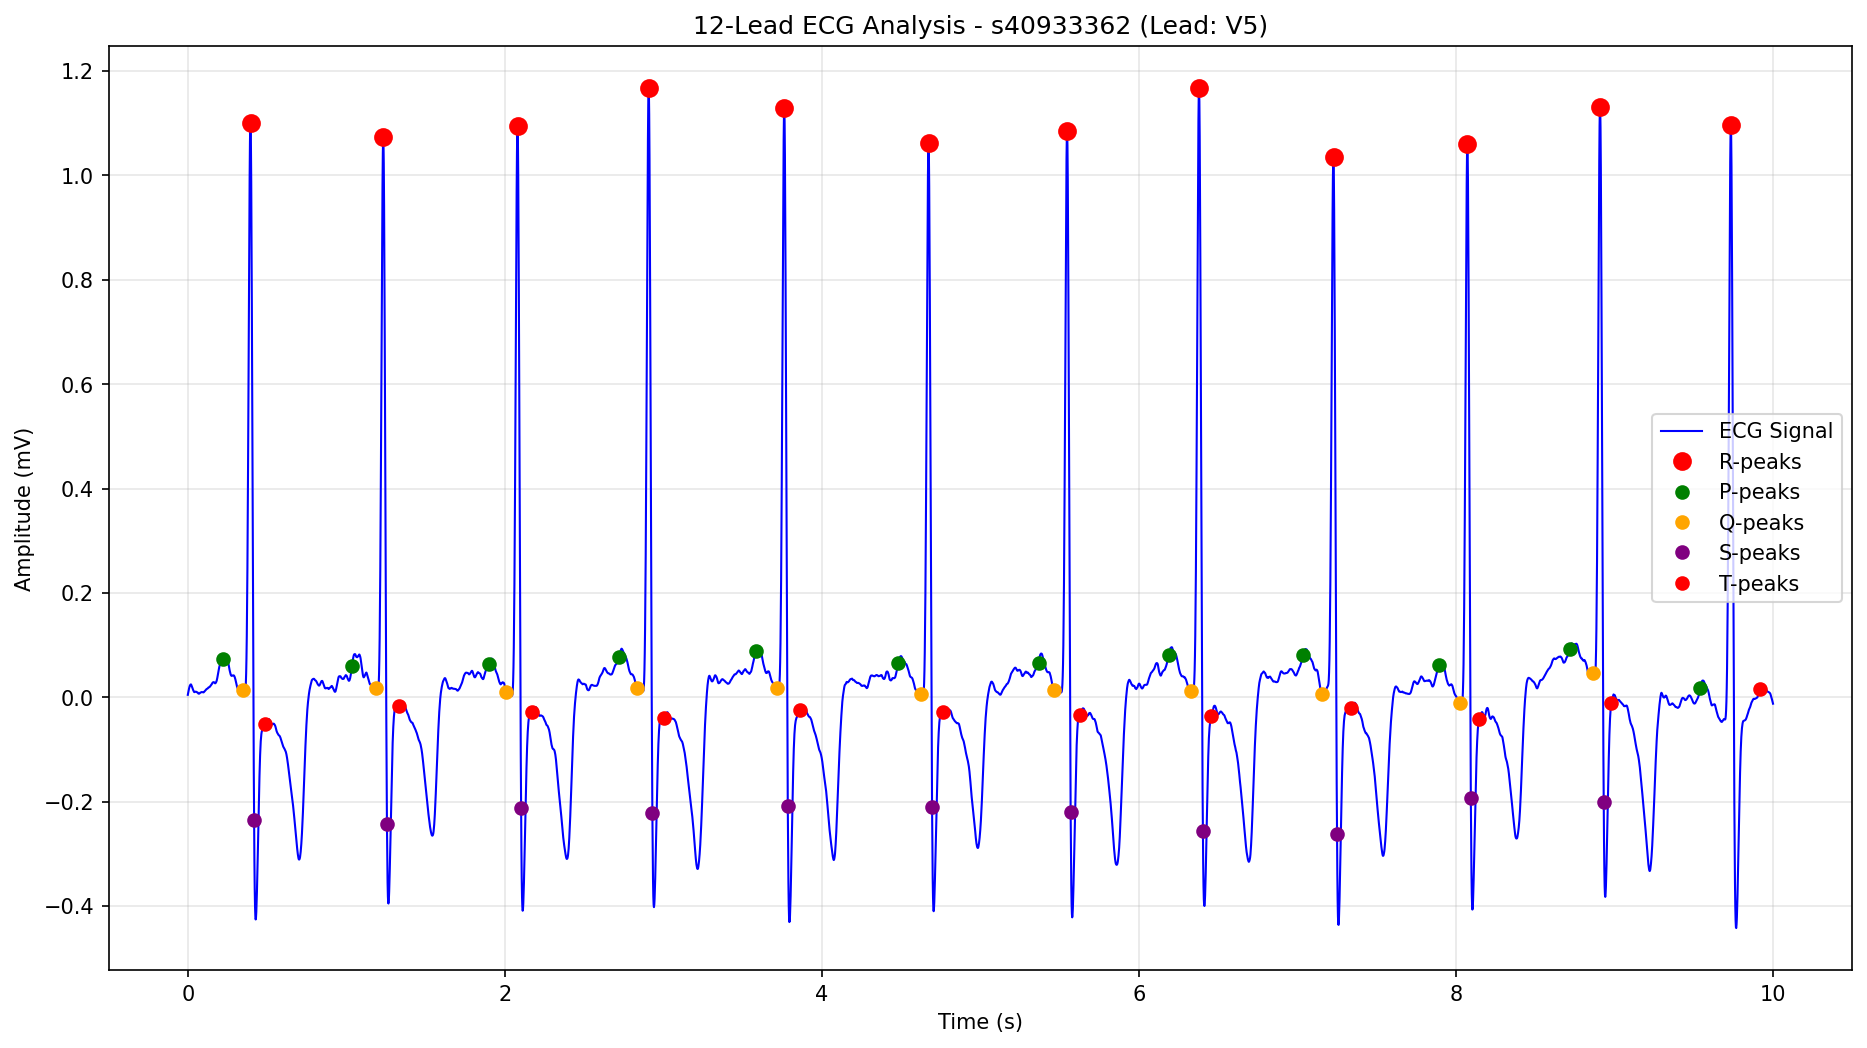 12-Lead ECG Analysis - s40933362 (Lead: V5)
Amplitude (mV)
1.2
1.0
0.8
0.6
0.4
0.2
0.0
−0.2
−0.4
ECG Signal
R-peaks
P-peaks
Q-peaks
S-peaks
T-peaks
0 2 4 6 8 10
Time (s)